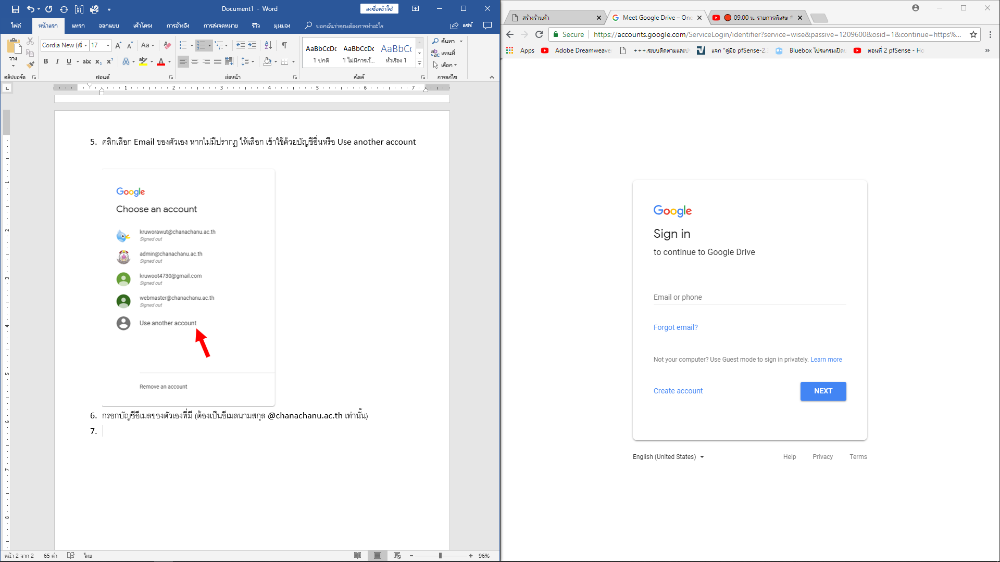 Document1 - Word
ลงชื่อเข้าใช้
ไฟล์ หน้าแรก แทรก ออกแบบ เค้าโครง การอ้างอิง การส่งจดหมาย รีวิว มุมมอง บอกฉันว่าคุณต้องการทำอะไร แชร์
วาง
Cordia New (เนื้ 17
AaBbCcDc AaBbCcDc AaBbCc
¶ ปกติ ¶ ไม่มีการเว้... หัวเรื่อง 1
ค้นหา
แทนที่
เลือก
คลิปบอร์ด ฟอนต์ ย่อหน้า สไตล์ การแก้ไข
1 2 3 4 5 6 7
5. คลิกเลือก Email ของตัวเอง หากไม่มีปรากฏ ให้เลือก เข้าใช้ด้วยบัญชีอื่นหรือ Use another account
Google
Choose an account
kruworawut@chanachanu.ac.th
Signed out
admin@chanachanu.ac.th
Signed out
kruwoot4730@gmail.com
Signed out
webmaster@chanachanu.ac.th
Signed out
Use another account
Remove an account
6. กรอกบัญชีอีเมลของตัวเองที่มี (ต้องเป็นอีเมลนามสกุล @chanachanu.ac.th เท่านั้น)
7.
หน้า 2 จาก 2 65 คำ ไทย 96%
สร้างร้านค้า
Meet Google Drive – One
09.00 น. รายการพิเศษ
Secure https://accounts.google.com/ServiceLogin/identifier?service=wise&passive=1209600&osid=1&continue=https%...
Apps Adobe Dreamweaver +++.ระบบติดตามและป แจก "คู่มือ pfSense-2. Bluebox โปรแกรมเปิดบ ตอนที่ 2 pfSense - Ho
Google
Sign in
to continue to Google Drive
Email or phone
Forgot email?
Not your computer? Use Guest mode to sign in privately. Learn more
Create account NEXT
English (United States) Help Privacy Terms